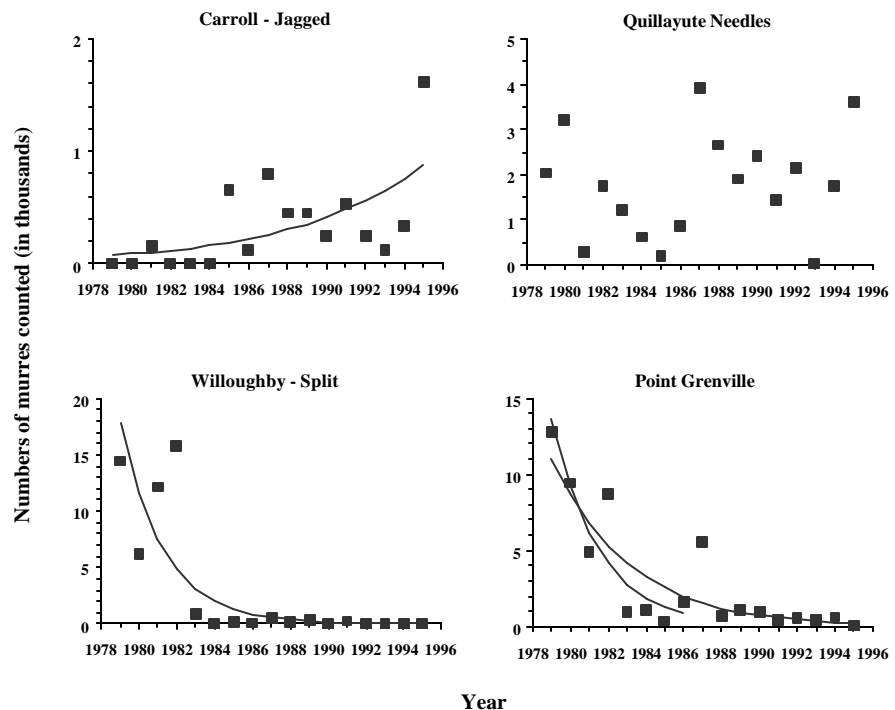 Numbers of murres counted (in thousands)
Carroll - Jagged
2
1
0
1978 1980 1982 1984 1986 1988 1990 1992 1994 1996
Quillayute Needles
5
4
3
2
1
0
1978 1980 1982 1984 1986 1988 1990 1992 1994 1996
Willoughby - Split
20
15
10
5
0
1978 1980 1982 1984 1986 1988 1990 1992 1994 1996
Point Grenville
15
10
5
0
1978 1980 1982 1984 1986 1988 1990 1992 1994 1996
Year